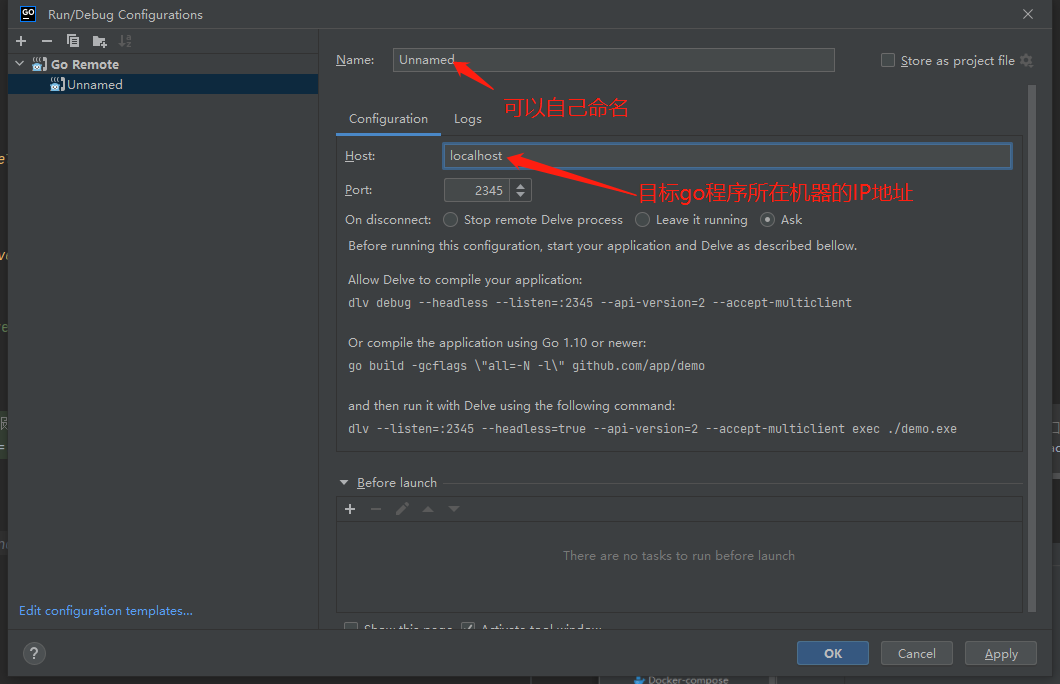 GO Run/Debug Configurations
Go Remote
Unnamed
Name: Unnamed
Store as project file
可以自己命名
Configuration Logs
Host: localhost
目标go程序所在机器的IP地址
Port: 2345
On disconnect: Stop remote Delve process Leave it running Ask
Before running this configuration, start your application and Delve as described bellow.
Allow Delve to compile your application:
dlv debug --headless --listen=:2345 --api-version=2 --accept-multiclient
Or compile the application using Go 1.10 or newer:
go build -gcflags \"all=-N -l\" github.com/app/demo
and then run it with Delve using the following command:
dlv --listen=:2345 --headless=true --api-version=2 --accept-multiclient exec ./demo.exe
Before launch
There are no tasks to run before launch
Show this page Activate tool window
Edit configuration templates...
? OK Cancel Apply
Docker-compose